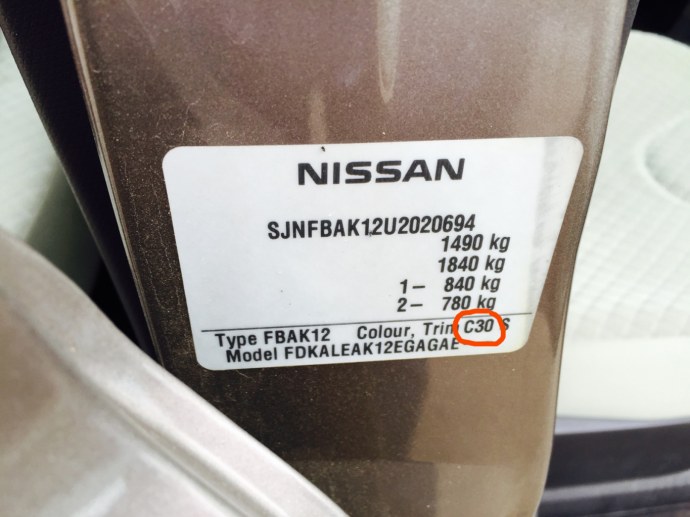 NISSAN
SJNFBAK12U2020694
1490 kg
1840 kg
1– 840 kg
2– 780 kg
Type FBAK12 Colour, Trim C30 S
Model FDKALEAK12EGAGAE